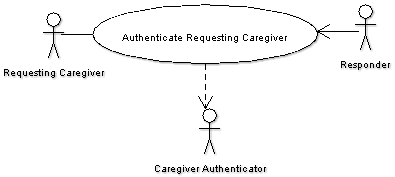 Authenticate Requesting Caregiver
Requesting Caregiver
Responder
Caregiver Authenticator